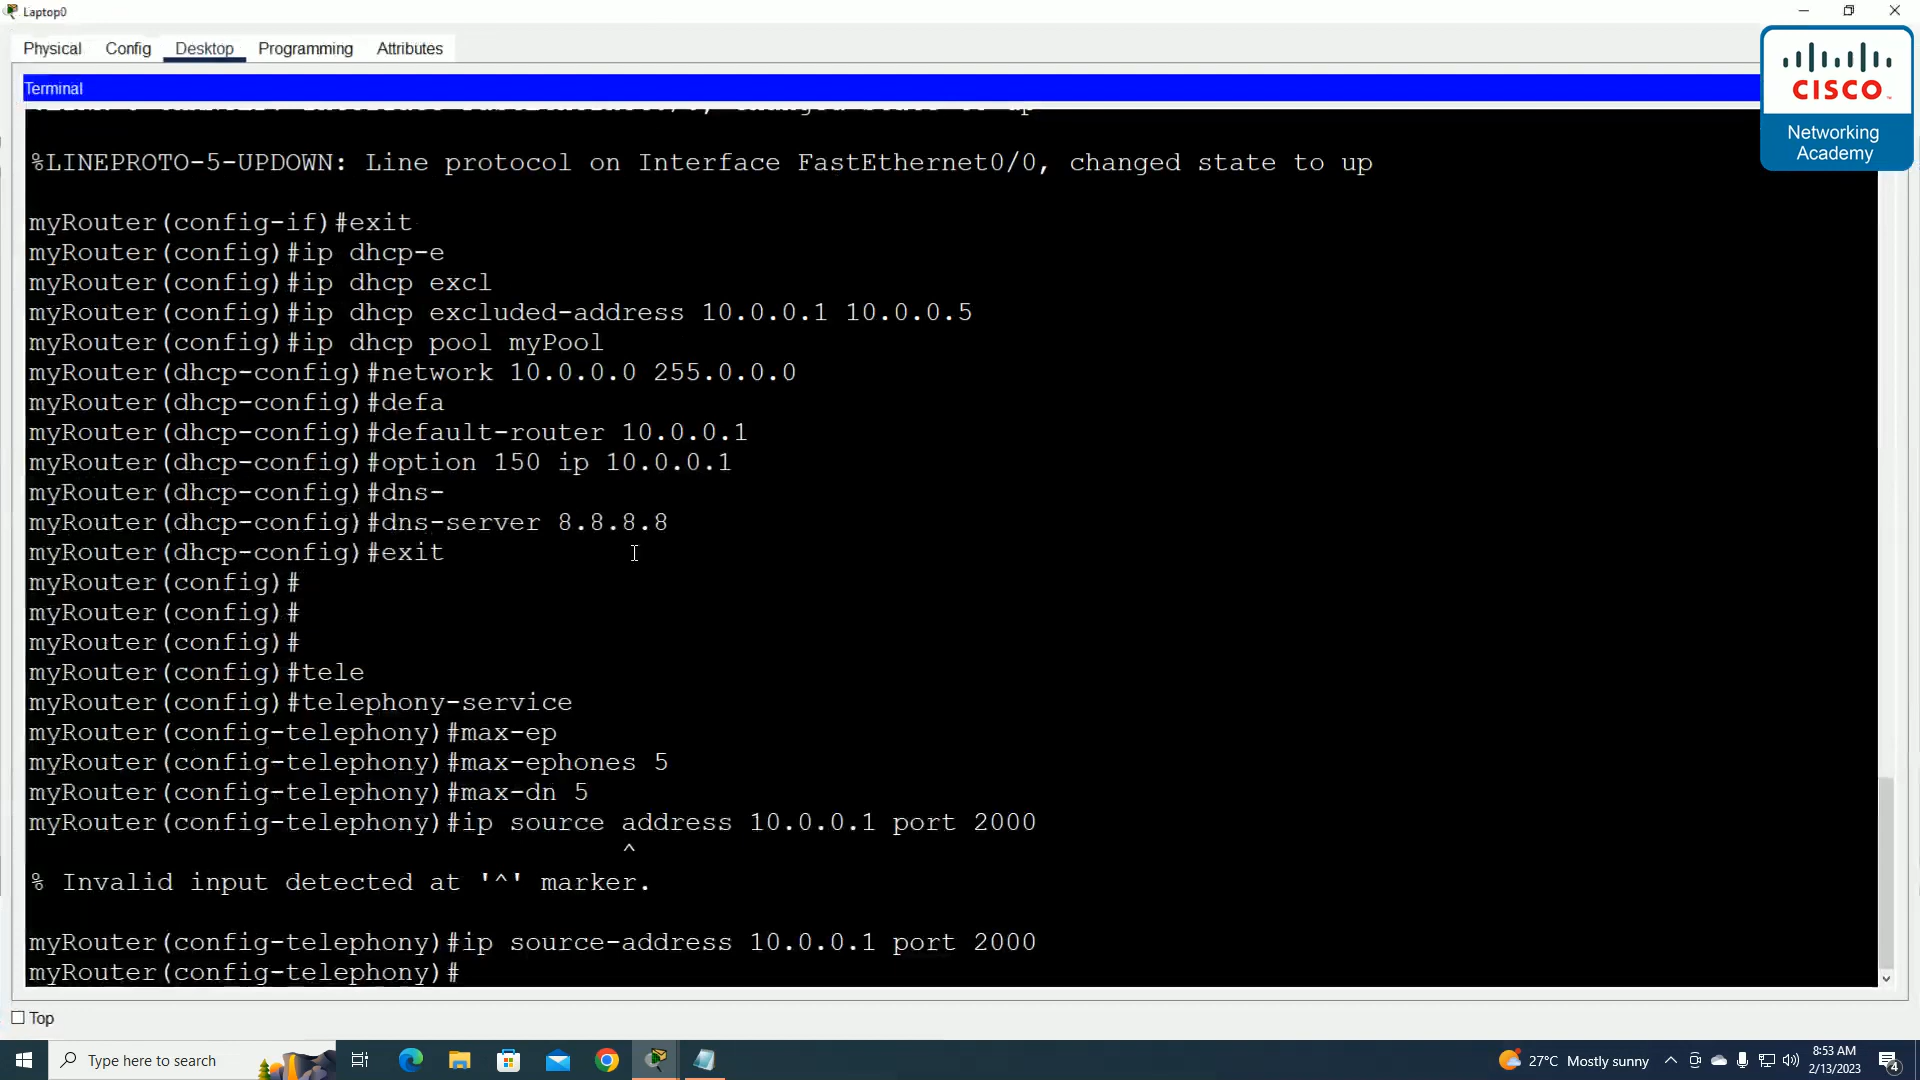 Laptop0
Physical Config Desktop Programming Attributes
CISCO
Networking
Academy
Terminal
%LINEPROTO-5-UPDOWN: Line protocol on Interface FastEthernet0/0, changed state to up
myRouter(config-if)#exit
myRouter(config)#ip dhcp-e
myRouter(config)#ip dhcp excl
myRouter(config)#ip dhcp excluded-address 10.0.0.1 10.0.0.5
myRouter(config)#ip dhcp pool myPool
myRouter(dhcp-config)#network 10.0.0.0 255.0.0.0
myRouter(dhcp-config)#defa
myRouter(dhcp-config)#default-router 10.0.0.1
myRouter(dhcp-config)#option 150 ip 10.0.0.1
myRouter(dhcp-config)#dns-
myRouter(dhcp-config)#dns-server 8.8.8.8
myRouter(dhcp-config)#exit
myRouter(config)#
myRouter(config)#
myRouter(config)#
myRouter(config)#tele
myRouter(config)#telephony-service
myRouter(config-telephony)#max-ep
myRouter(config-telephony)#max-ephones 5
myRouter(config-telephony)#max-dn 5
myRouter(config-telephony)#ip source address 10.0.0.1 port 2000
^
% Invalid input detected at '^' marker.
myRouter(config-telephony)#ip source-address 10.0.0.1 port 2000
myRouter(config-telephony)#
Top
Type here to search
27°C Mostly sunny
8:53 AM
2/13/2023
4